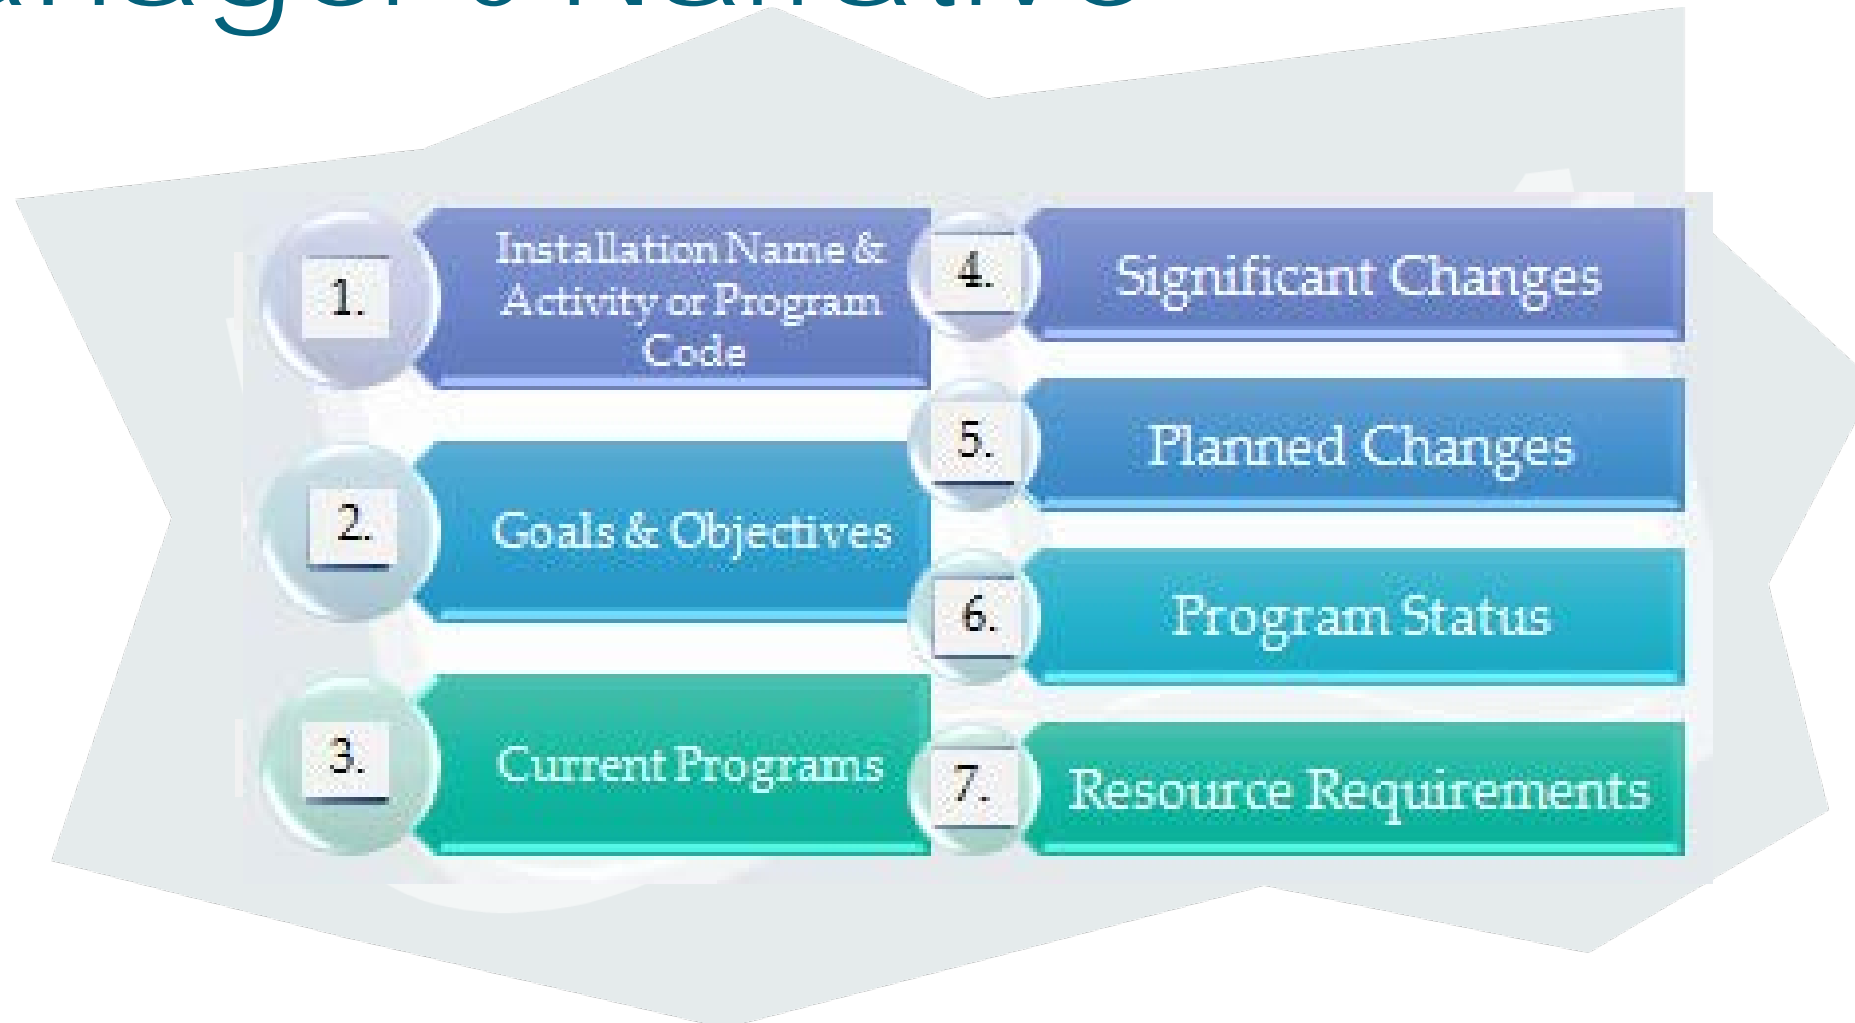 1.
Installation Name &
Activity or Program
Code
2.
Goals & Objectives
3.
Current Programs
4.
Significant Changes
5.
Planned Changes
6.
Program Status
7.
Resource Requirements